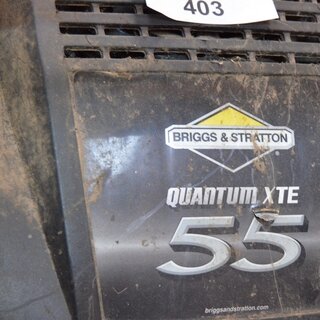 403
BRIGGS & STRATTON
QUANTUM XTE
55
briggsandstratton.com